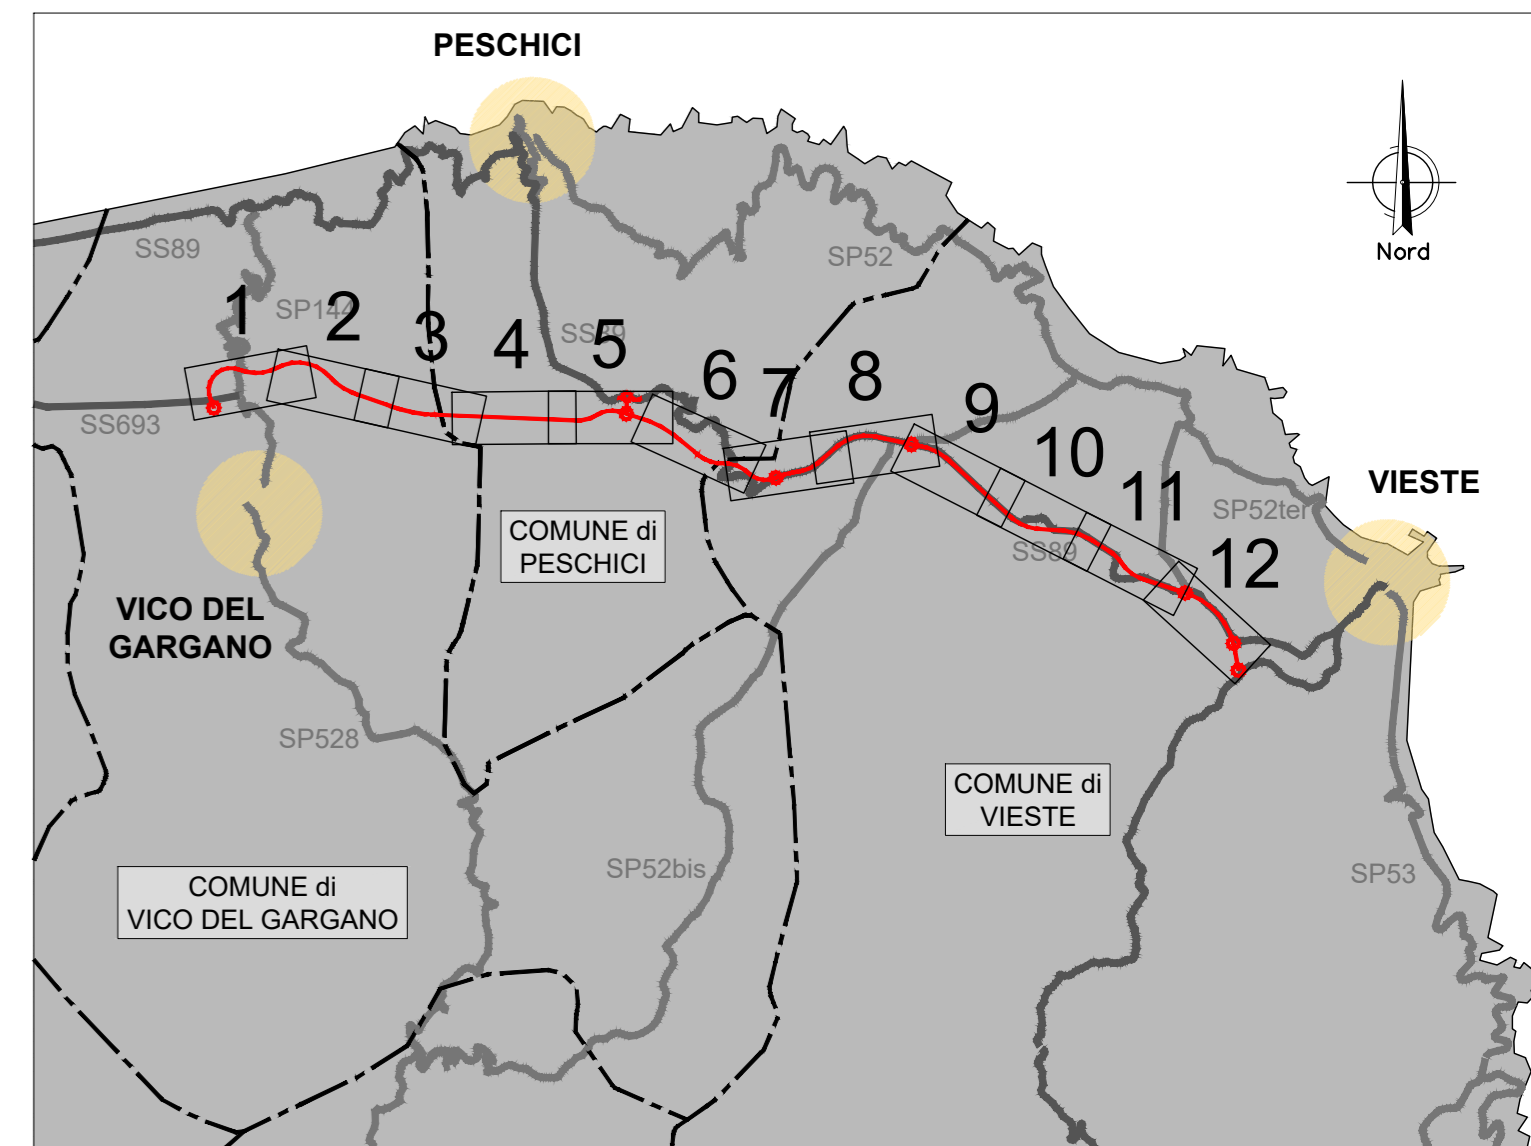 PESCHICI
Nord
SS89
SP52
1
SP144
2
3
4
SS89
5
6
7
8
9
10
11
12
SS693
SP52ter
VIESTE
SS89
COMUNE di
PESCHICI
VICO DEL
GARGANO
SP528
COMUNE di
VIESTE
SP52bis
SP53
COMUNE di
VICO DEL GARGANO